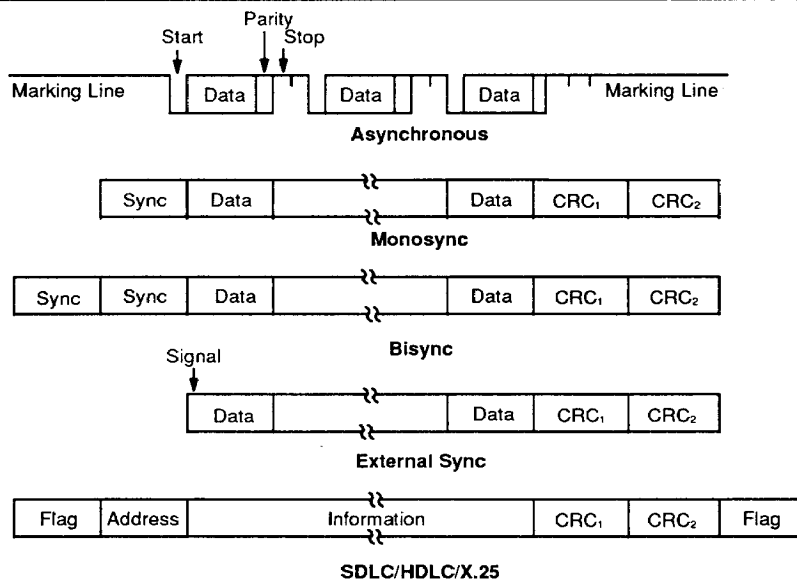 Parity
Start Stop
Marking Line Data Data Data Marking Line
Asynchronous
Sync Data Data CRC₁ CRC₂
Monosync
Sync Sync Data Data CRC₁ CRC₂
Bisync
Signal
Data Data CRC₁ CRC₂
External Sync
Flag Address Information CRC₁ CRC₂ Flag
SDLC/HDLC/X.25